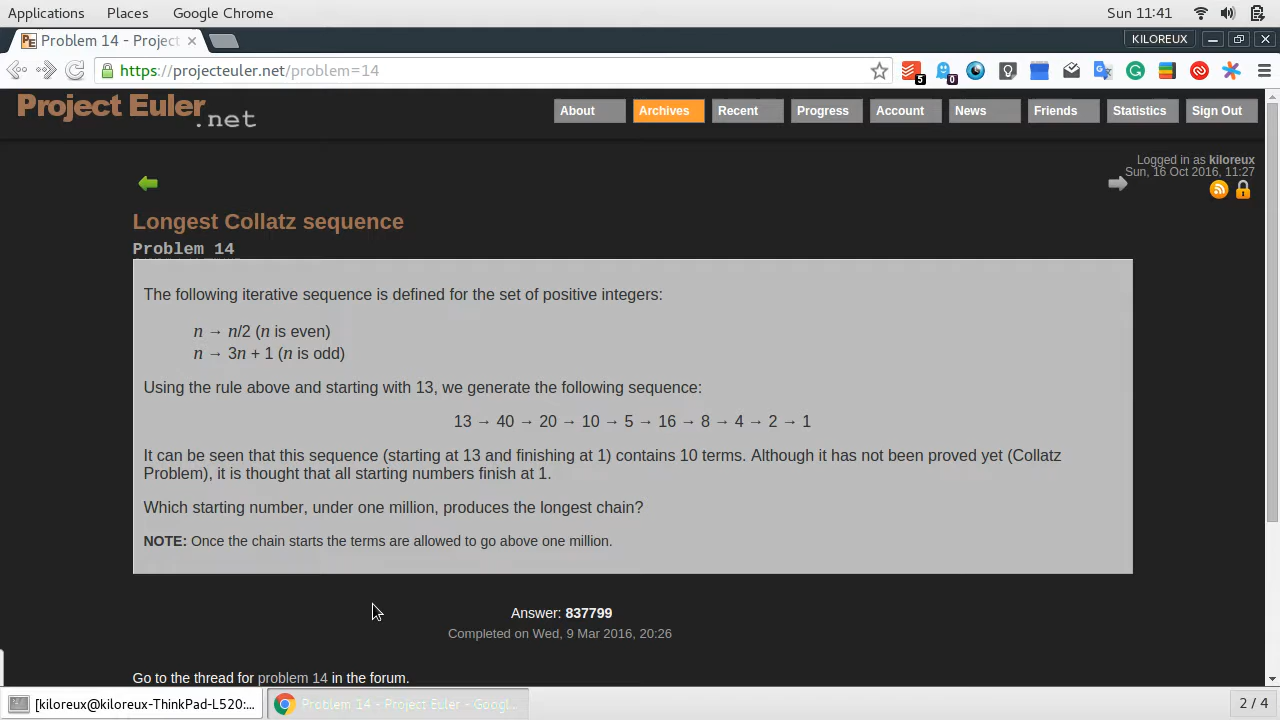 Applications Places Google Chrome Sun 11:41
Problem 14 - Project KILOREUX
https://projecteuler.net/problem=14 5 0
Project Euler .net About Archives Recent Progress Account News Friends Statistics Sign Out
Logged in as kiloreux
Sun, 16 Oct 2016, 11:27
Longest Collatz sequence
Problem 14
The following iterative sequence is defined for the set of positive integers:
n → n/2 (n is even)
n → 3n + 1 (n is odd)
Using the rule above and starting with 13, we generate the following sequence:
13 → 40 → 20 → 10 → 5 → 16 → 8 → 4 → 2 → 1
It can be seen that this sequence (starting at 13 and finishing at 1) contains 10 terms. Although it has not been proved yet (Collatz
Problem), it is thought that all starting numbers finish at 1.
Which starting number, under one million, produces the longest chain?
NOTE: Once the chain starts the terms are allowed to go above one million.
Answer: 837799
Completed on Wed, 9 Mar 2016, 20:26
Go to the thread for problem 14 in the forum.
[kiloreux@kiloreux-ThinkPad-L520:... Problem 14 - Project Euler - Googl... 2 / 4